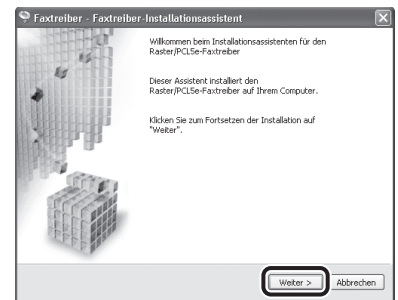 Faxtreiber - Faxtreiber-Installationsassistent
Willkommen beim Installationsassistenten für den
Raster/PCL5e-Faxtreiber
Dieser Assistent installiert den
Raster/PCL5e-Faxtreiber auf Ihrem Computer.
Klicken Sie zum Fortsetzen der Installation auf
"Weiter".
Weiter > Abbrechen